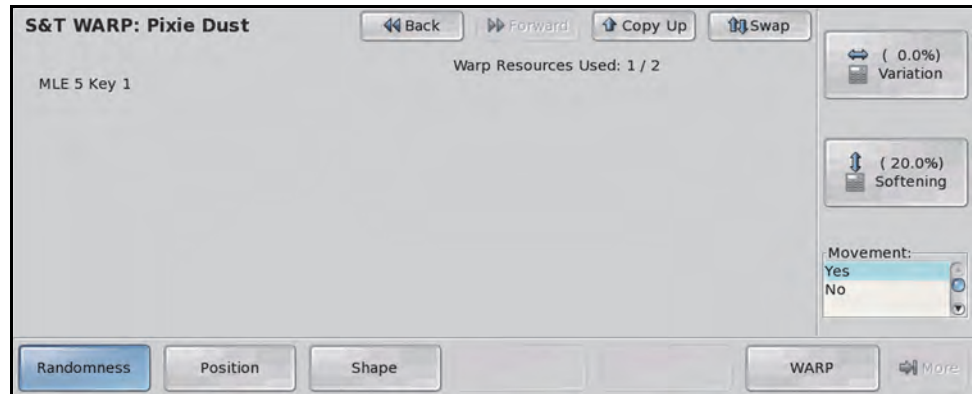 S&T WARP: Pixie Dust
Back
Forward
Copy Up
Swap
Warp Resources Used: 1 / 2
MLE 5 Key 1
( 0.0%)
Variation
( 20.0%)
Softening
Movement:
Yes
No
Randomness
Position
Shape
WARP
More